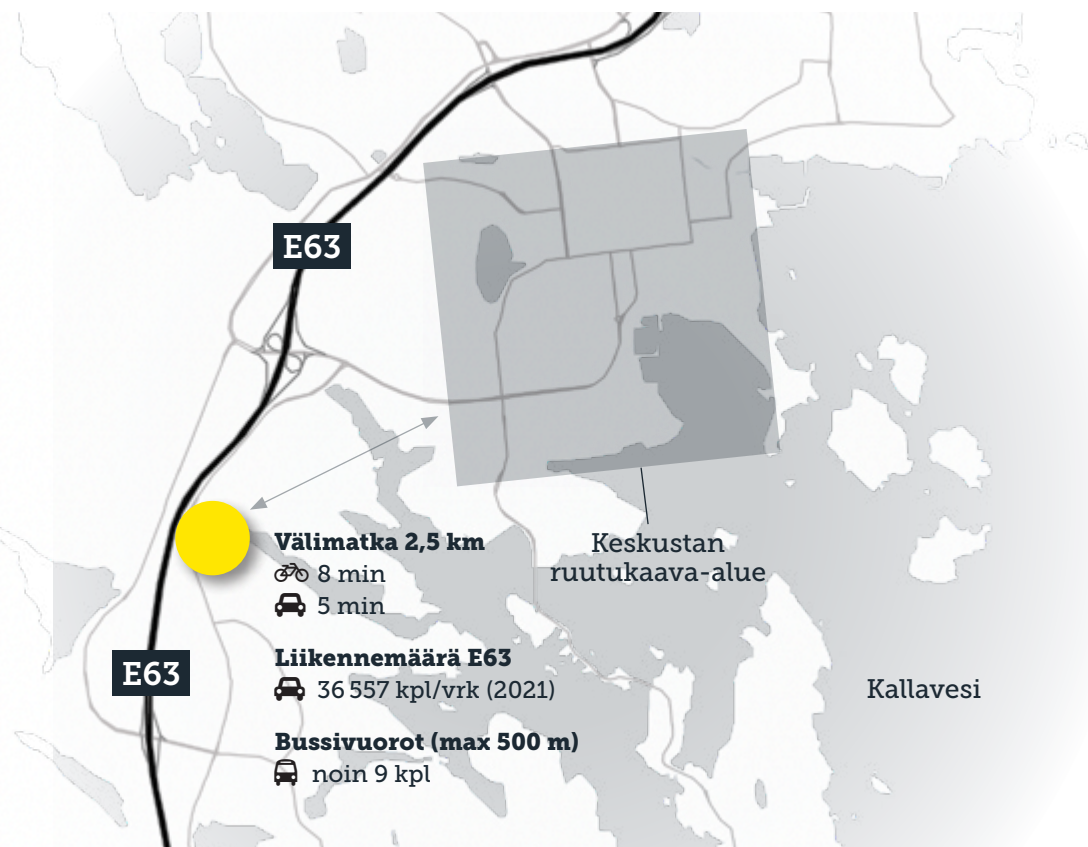 E63
Välimatka 2,5 km
8 min
5 min
Keskustan
ruutukaava-alue
Liikennemäärä E63
36 557 kpl/vrk (2021)
E63
Kallavesi
Bussivuorot (max 500 m)
noin 9 kpl